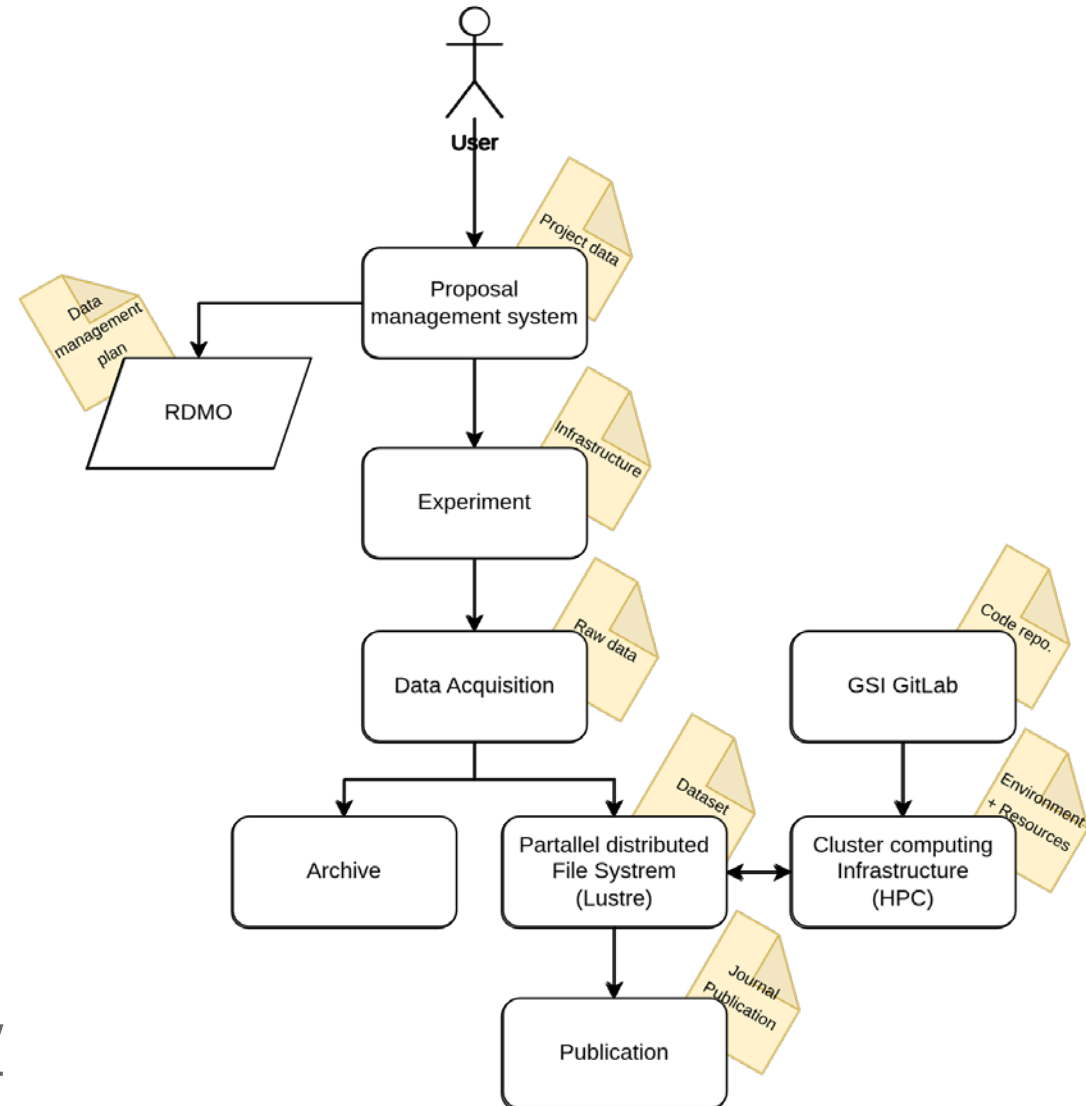 User
Project data
Proposal
management system
Data
management
plan
RDMO
Infrastructure
Experiment
Raw data
Data Acquisition
Code repo.
GSI GitLab
Dataset
Environment
+ Resources
Archive
Partallel distributed
File Systrem
(Lustre)
Cluster computing
Infrastructure
(HPC)
Journal
Publication
Publication